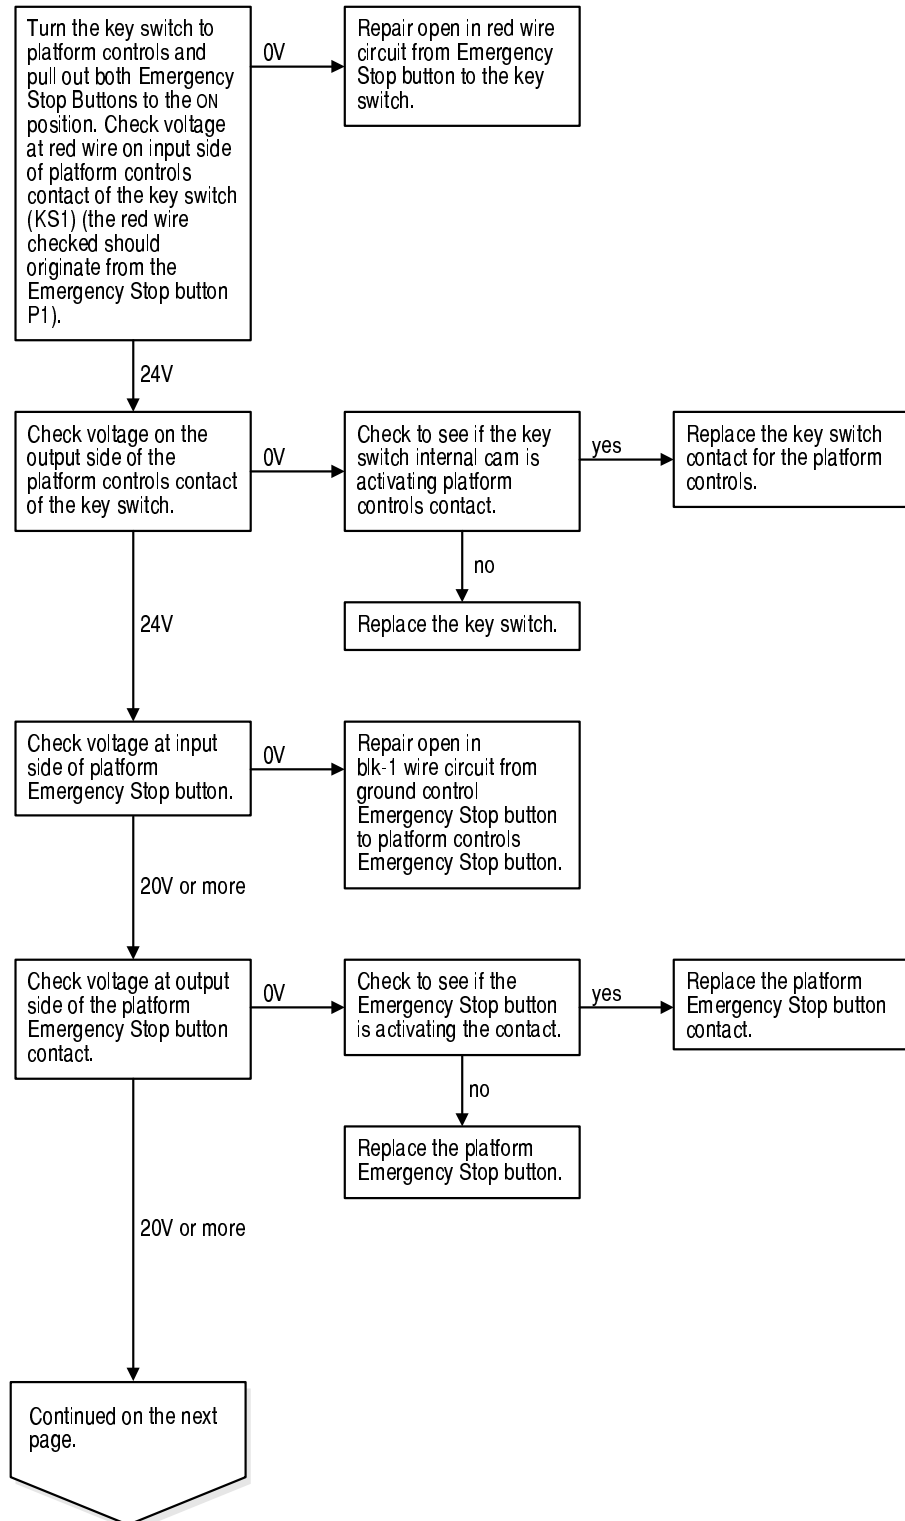 Turn the key switch to
platform controls and
pull out both Emergency
Stop Buttons to the ON
position. Check voltage
at red wire on input side
of platform controls
contact of the key switch
(KS1) (the red wire
checked should
originate from the
Emergency Stop button
P1).
0V
Repair open in red wire
circuit from Emergency
Stop button to the key
switch.
24V
Check voltage on the
output side of the
platform controls contact
of the key switch.
0V
Check to see if the key
switch internal cam is
activating platform
controls contact.
yes
Replace the key switch
contact for the platform
controls.
no
Replace the key switch.
24V
Check voltage at input
side of platform
Emergency Stop button.
0V
Repair open in
blk-1 wire circuit from
ground control
Emergency Stop button
to platform controls
Emergency Stop button.
20V or more
Check voltage at output
side of the platform
Emergency Stop button
contact.
0V
Check to see if the
Emergency Stop button
is activating the contact.
yes
Replace the platform
Emergency Stop button
contact.
no
Replace the platform
Emergency Stop button.
20V or more
Continued on the next
page.